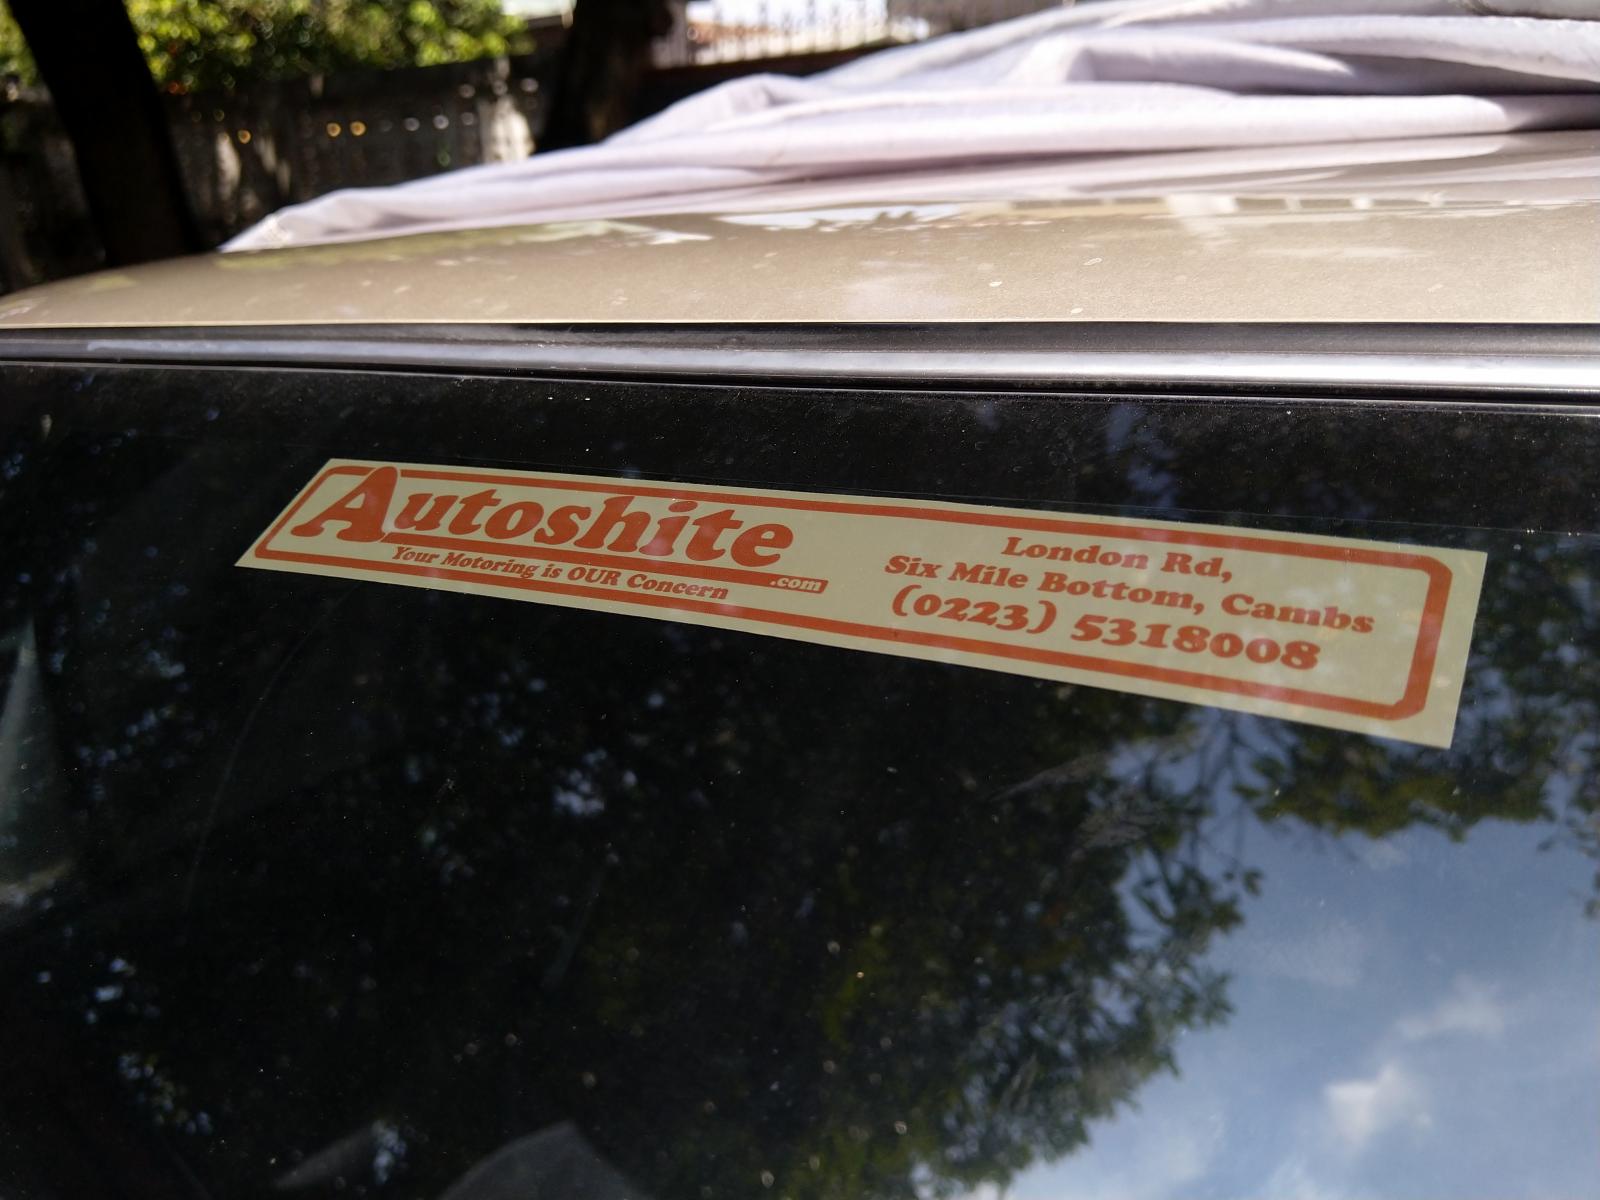 Autoshite
.com
Your Motoring is OUR Concern
London Rd,
Six Mile Bottom, Cambs
(0223) 5318008